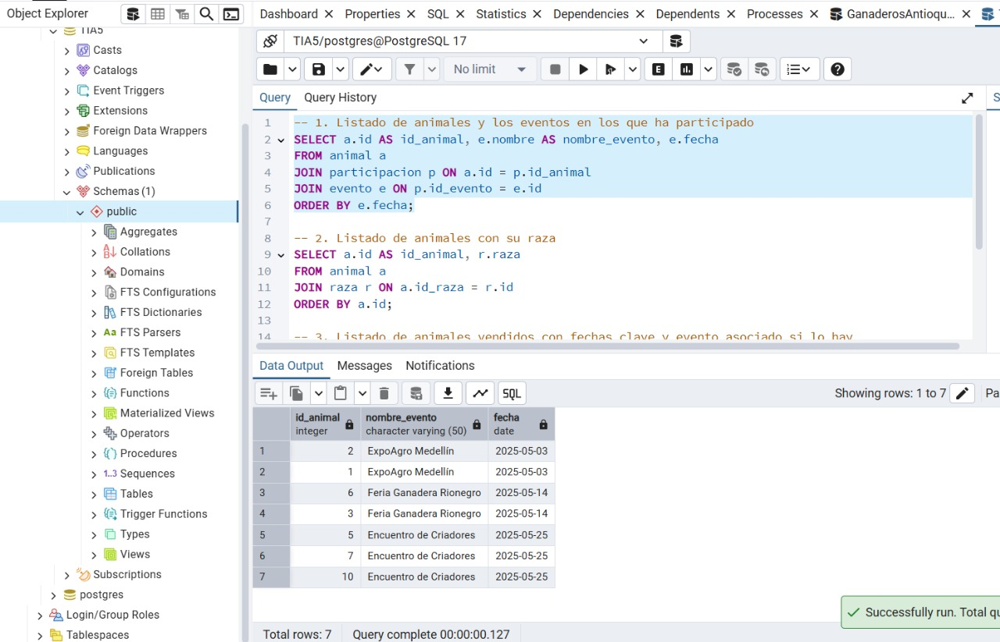 Object Explorer
Dashboard Properties SQL Statistics Dependencies Dependents Processes GanaderosAntioqu...
TIA5
Casts
Catalogs
Event Triggers
Extensions
Foreign Data Wrappers
Languages
Publications
Schemas (1)
public
Aggregates
Collations
Domains
FTS Configurations
FTS Dictionaries
FTS Parsers
FTS Templates
Foreign Tables
Functions
Materialized Views
Operators
Procedures
1..3 Sequences
Tables
Trigger Functions
Types
Views
Subscriptions
postgres
Login/Group Roles
Tablespaces
TIA5/postgres@PostgreSQL 17
No limit
E
Query Query History
1 -- 1. Listado de animales y los eventos en los que ha participado
2 SELECT a.id AS id_animal, e.nombre AS nombre_evento, e.fecha
3 FROM animal a
4 JOIN participacion p ON a.id = p.id_animal
5 JOIN evento e ON p.id_evento = e.id
6 ORDER BY e.fecha;
7
8 -- 2. Listado de animales con su raza
9 SELECT a.id AS id_animal, r.raza
10 FROM animal a
11 JOIN raza r ON a.id_raza = r.id
12 ORDER BY a.id;
13
14 -- 3. Listado de animales vendidos con fechas clave y evento asociado si lo hay
Data Output Messages Notifications
SQL
Showing rows: 1 to 7
id_animal nombre_evento fecha
integer character varying (50) date
1 2 ExpoAgro Medellín 2025-05-03
2 1 ExpoAgro Medellín 2025-05-03
3 6 Feria Ganadera Rionegro 2025-05-14
4 3 Feria Ganadera Rionegro 2025-05-14
5 5 Encuentro de Criadores 2025-05-25
6 7 Encuentro de Criadores 2025-05-25
7 10 Encuentro de Criadores 2025-05-25
Successfully run. Total
Total rows: 7 Query complete 00:00:00.127